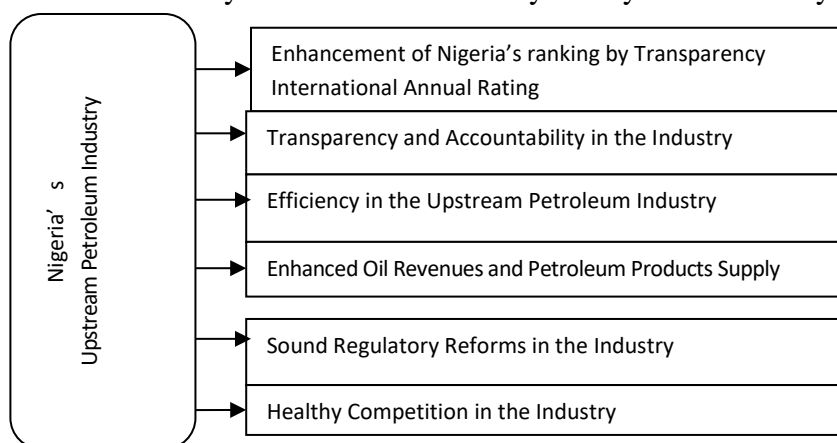 Nigeria’ s
Upstream Petroleum Industry
Enhancement of Nigeria’s ranking by Transparency
International Annual Rating
Transparency and Accountability in the Industry
Efficiency in the Upstream Petroleum Industry
Enhanced Oil Revenues and Petroleum Products Supply
Sound Regulatory Reforms in the Industry
Healthy Competition in the Industry